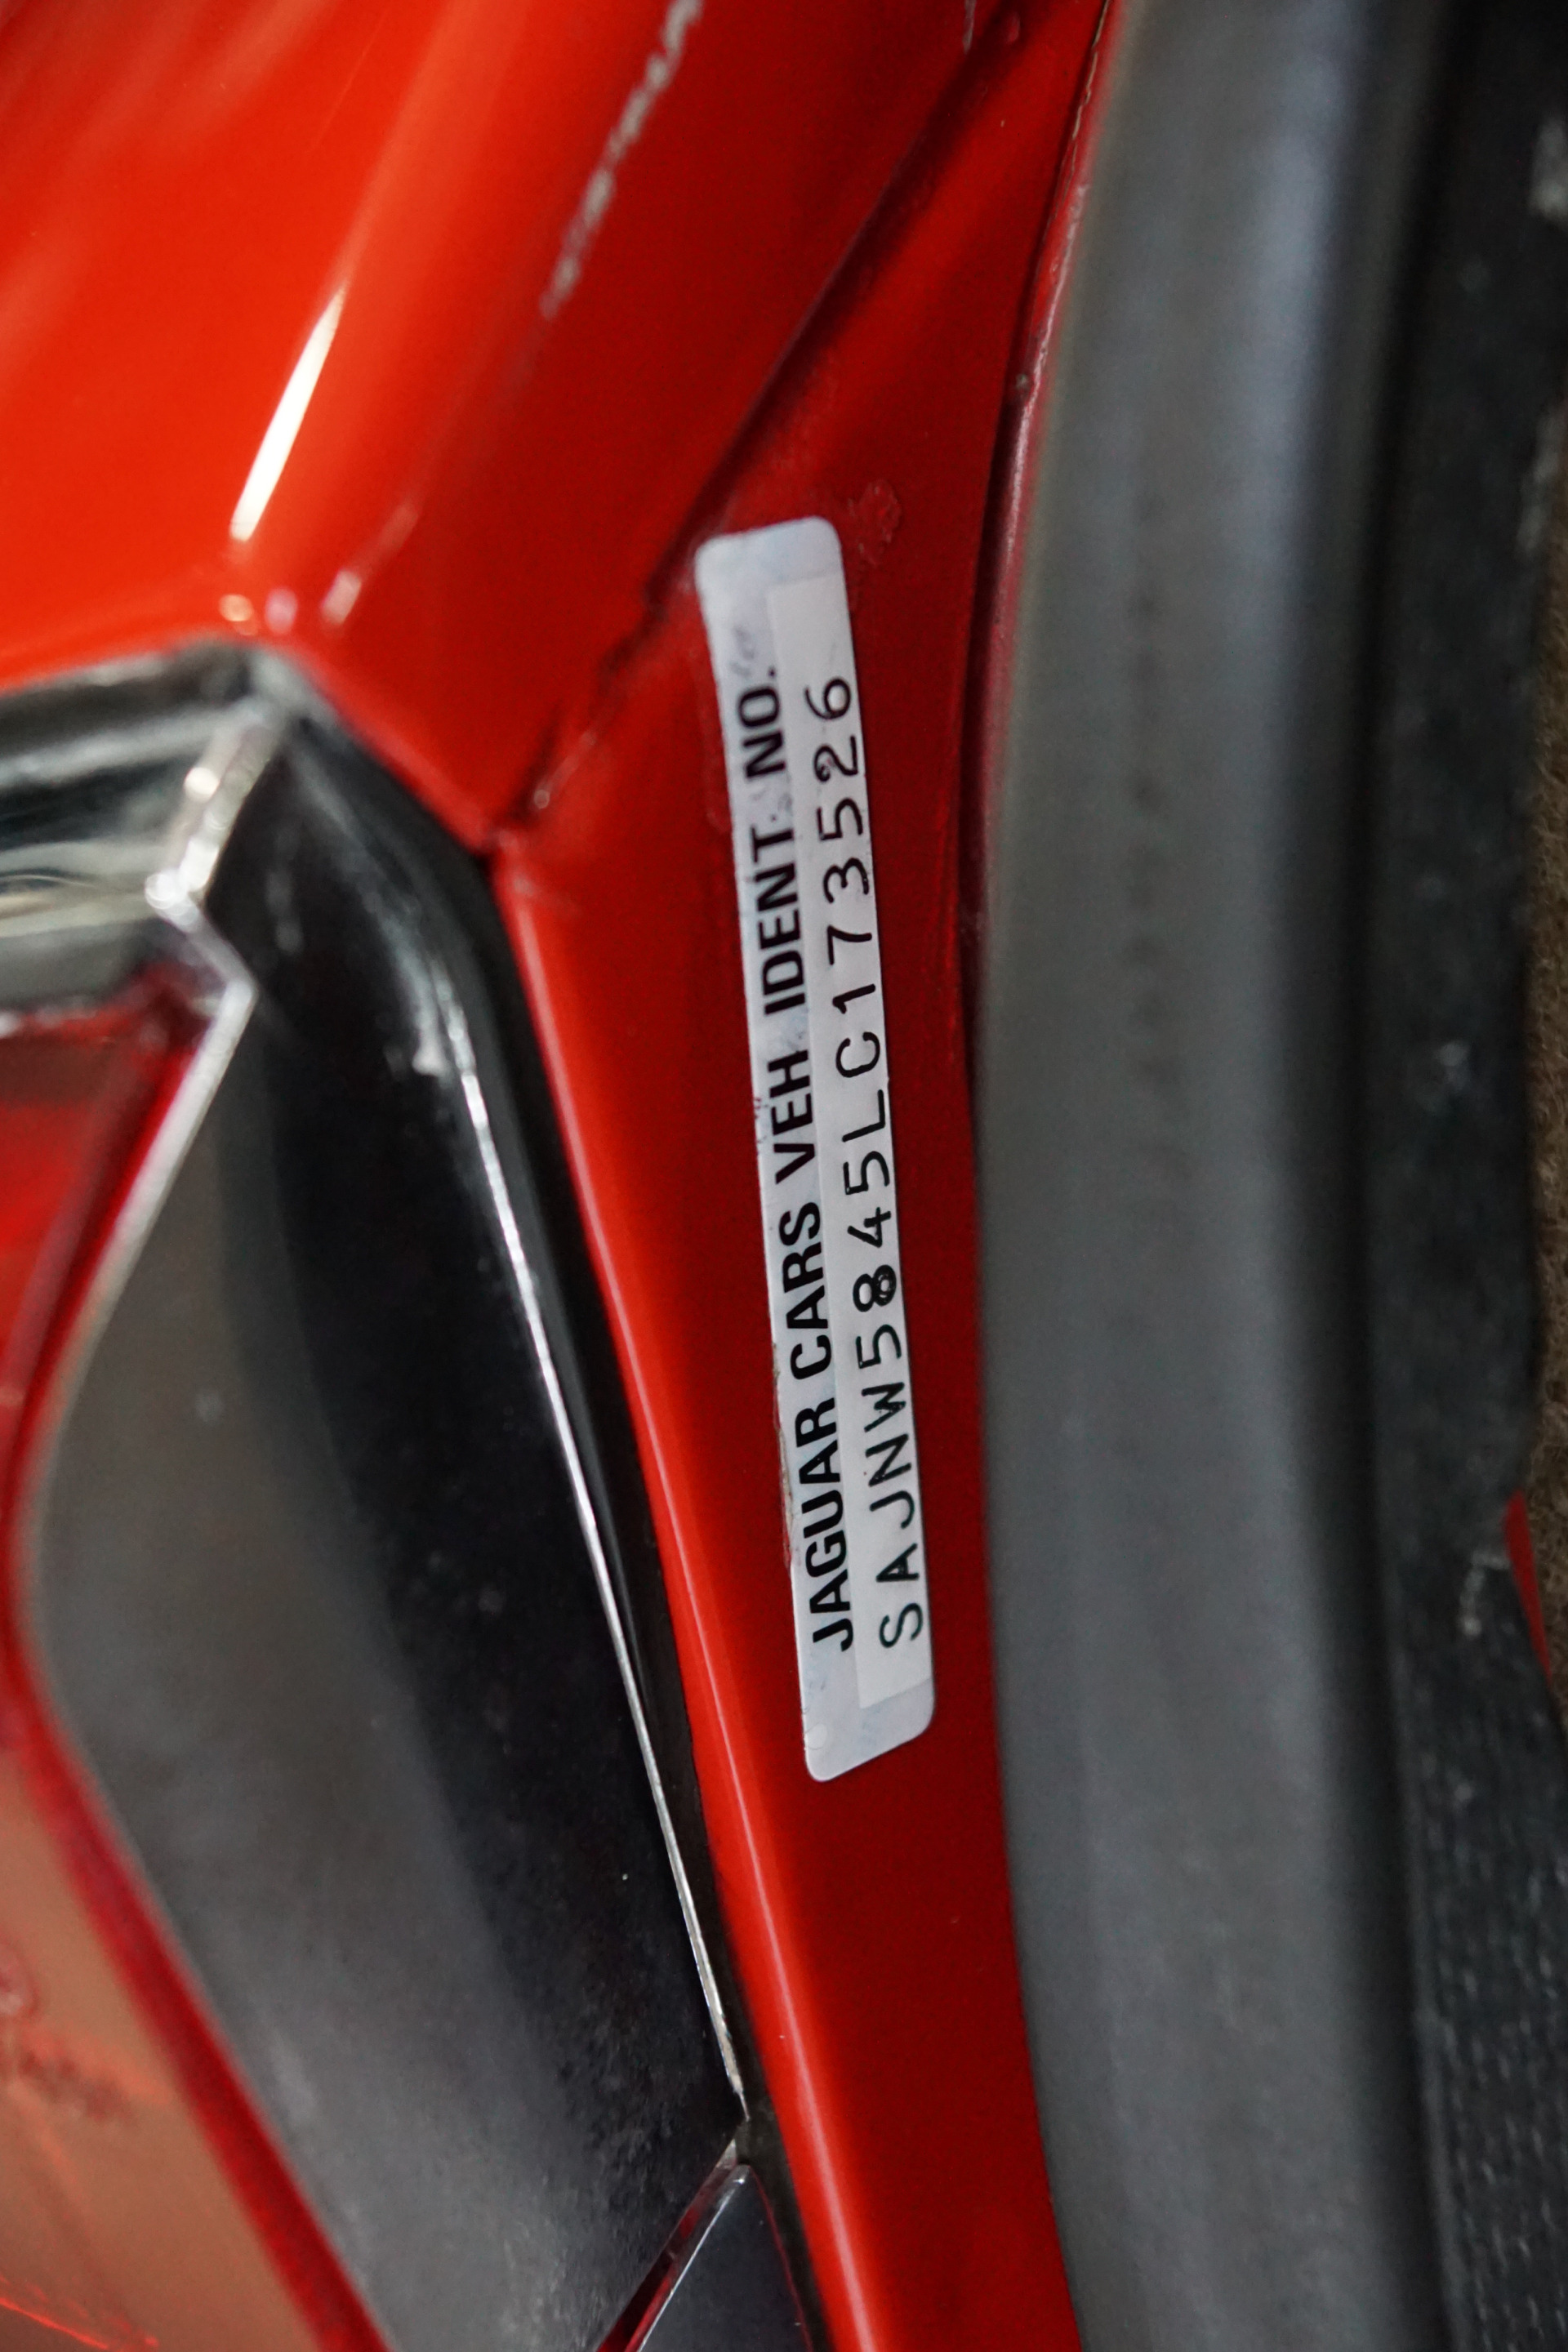 JAGUAR CARS VEH IDENT NO.
SAJNW5845LC173526